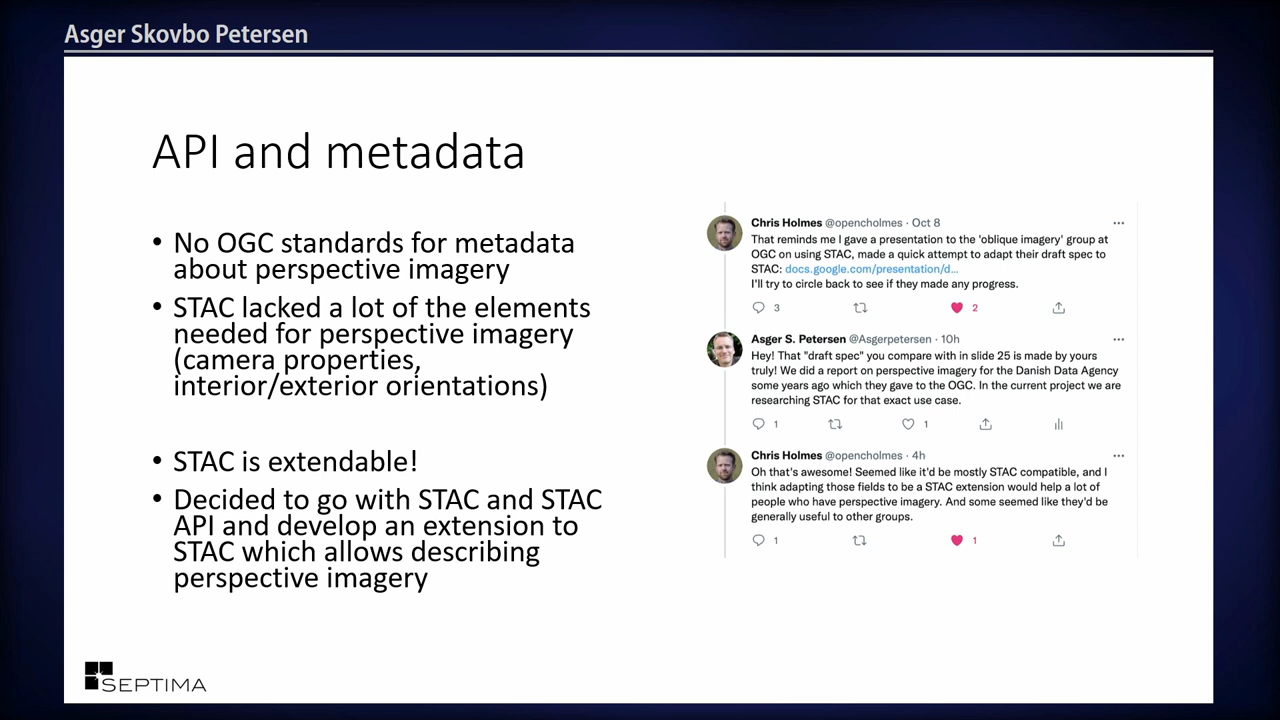 Asger Skovbo Petersen
API and metadata
• No OGC standards for metadata
about perspective imagery
• STAC lacked a lot of the elements
needed for perspective imagery
(camera properties,
interior/exterior orientations)
• STAC is extendable!
• Decided to go with STAC and STAC
API and develop an extension to
STAC which allows describing
perspective imagery
Chris Holmes @opencholmes · Oct 8
That reminds me I gave a presentation to the 'oblique imagery' group at
OGC on using STAC, made a quick attempt to adapt their draft spec to
STAC: docs.google.com/presentation/d...
I'll try to circle back to see if they made any progress.
3 2
Asger S. Petersen @Asgerpetersen · 10h
Hey! That "draft spec" you compare with in slide 25 is made by yours
truly! We did a report on perspective imagery for the Danish Data Agency
some years ago which they gave to the OGC. In the current project we are
researching STAC for that exact use case.
1 1
Chris Holmes @opencholmes · 4h
Oh that's awesome! Seemed like it'd be mostly STAC compatible, and I
think adapting those fields to be a STAC extension would help a lot of
people who have perspective imagery. And some seemed like they'd be
generally useful to other groups.
1 1
SEPTIMA